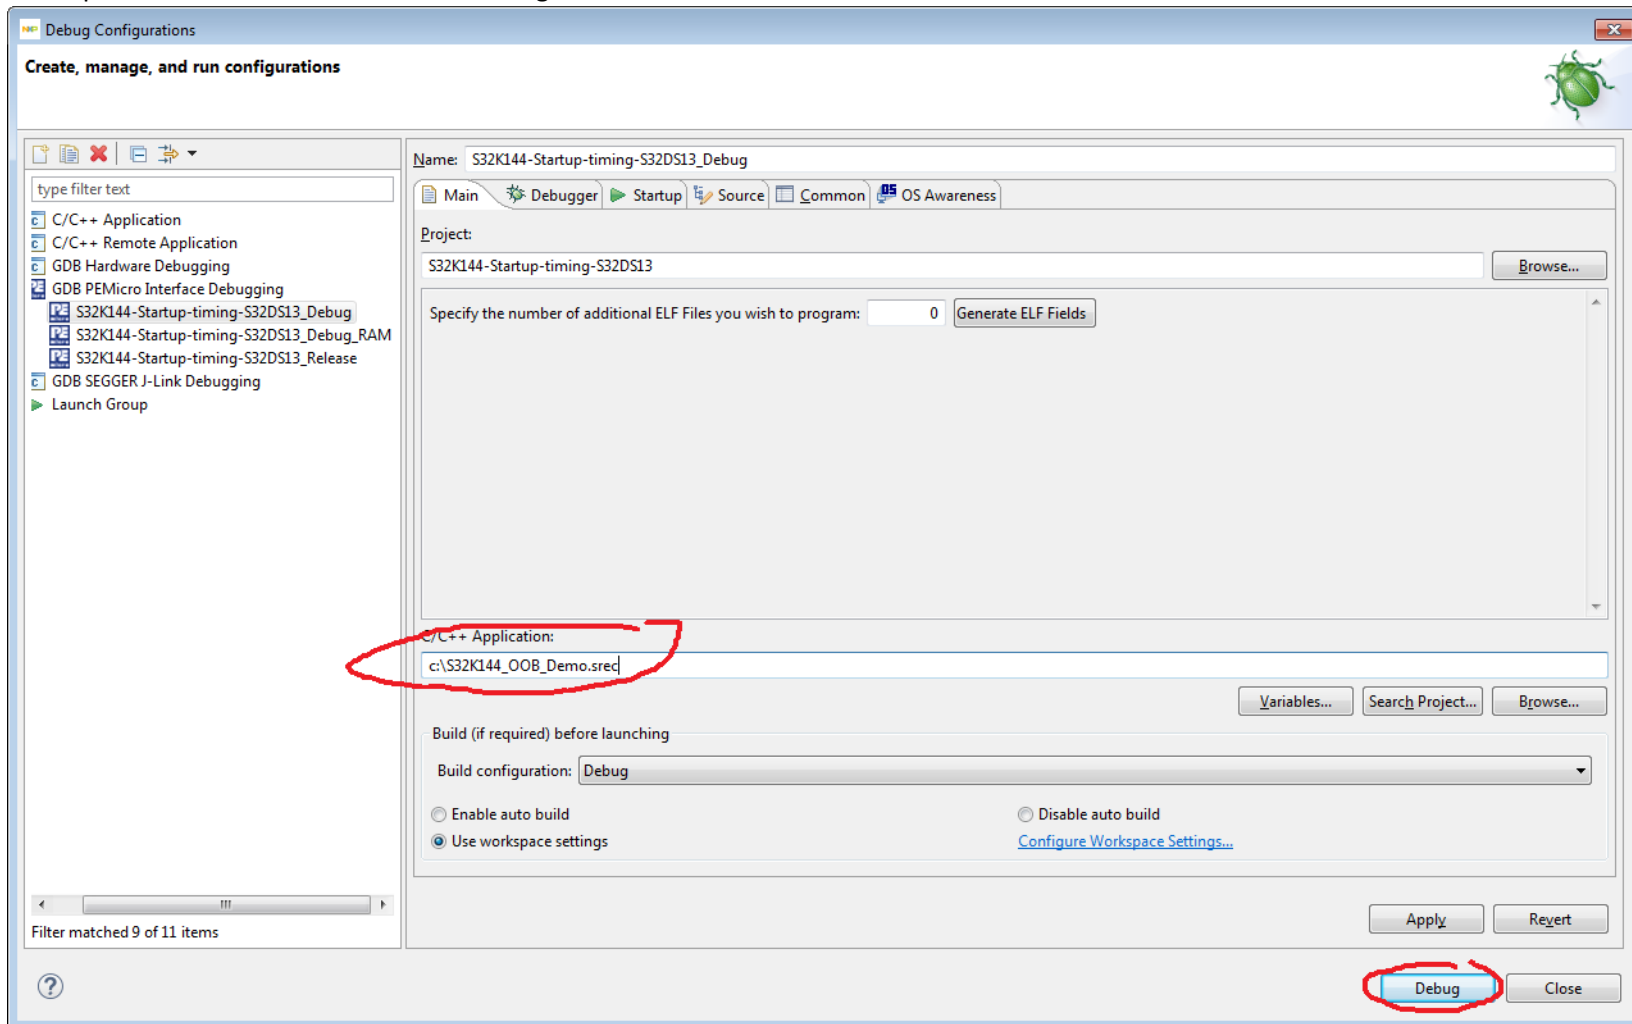 Debug Configurations
Create, manage, and run configurations
type filter text
C/C++ Application
C/C++ Remote Application
GDB Hardware Debugging
GDB PEMicro Interface Debugging
S32K144-Startup-timing-S32DS13_Debug
S32K144-Startup-timing-S32DS13_Debug_RAM
S32K144-Startup-timing-S32DS13_Release
GDB SEGGER J-Link Debugging
Launch Group
Filter matched 9 of 11 items
Name: S32K144-Startup-timing-S32DS13_Debug
Main Debugger Startup Source Common OS Awareness
Project:
S32K144-Startup-timing-S32DS13 Browse...
Specify the number of additional ELF Files you wish to program: 0 Generate ELF Fields
C/C++ Application:
c:\S32K144_OOB_Demo.srec
Variables... Search Project... Browse...
Build (if required) before launching
Build configuration: Debug
Enable auto build Disable auto build
Use workspace settings Configure Workspace Settings...
Apply Revert
Debug Close